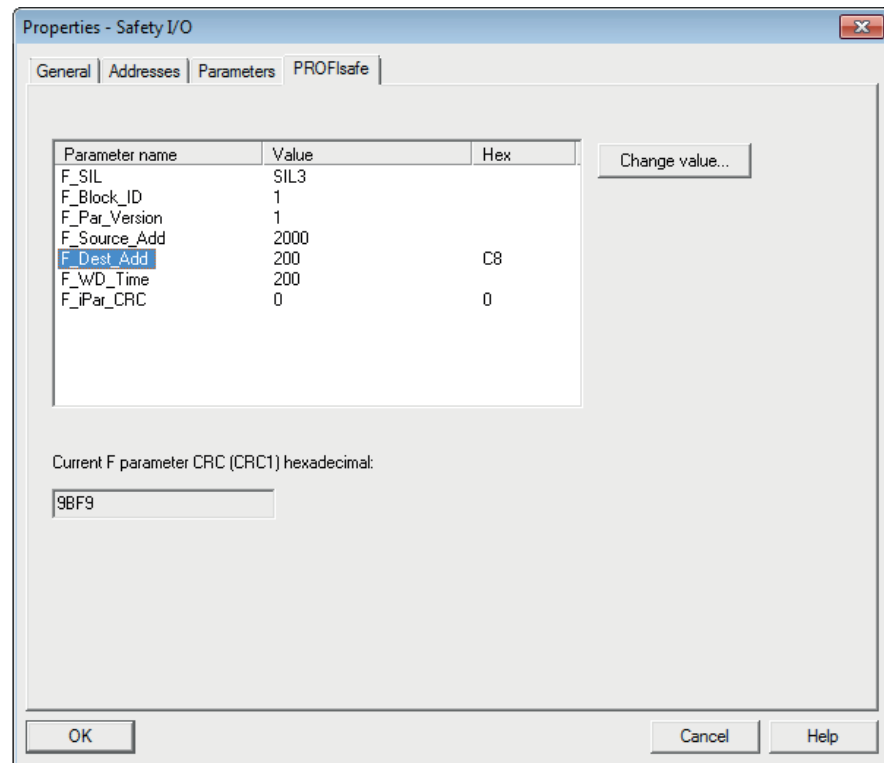 Properties - Safety I/O
General Addresses Parameters PROFIsafe
Parameter name Value Hex
F_SIL SIL3
F_Block_ID 1
F_Par_Version 1
F_Source_Add 2000
F_Dest_Add 200 C8
F_WD_Time 200
F_iPar_CRC 0 0
Change value...
Current F parameter CRC (CRC1) hexadecimal:
9BF9
OK Cancel Help